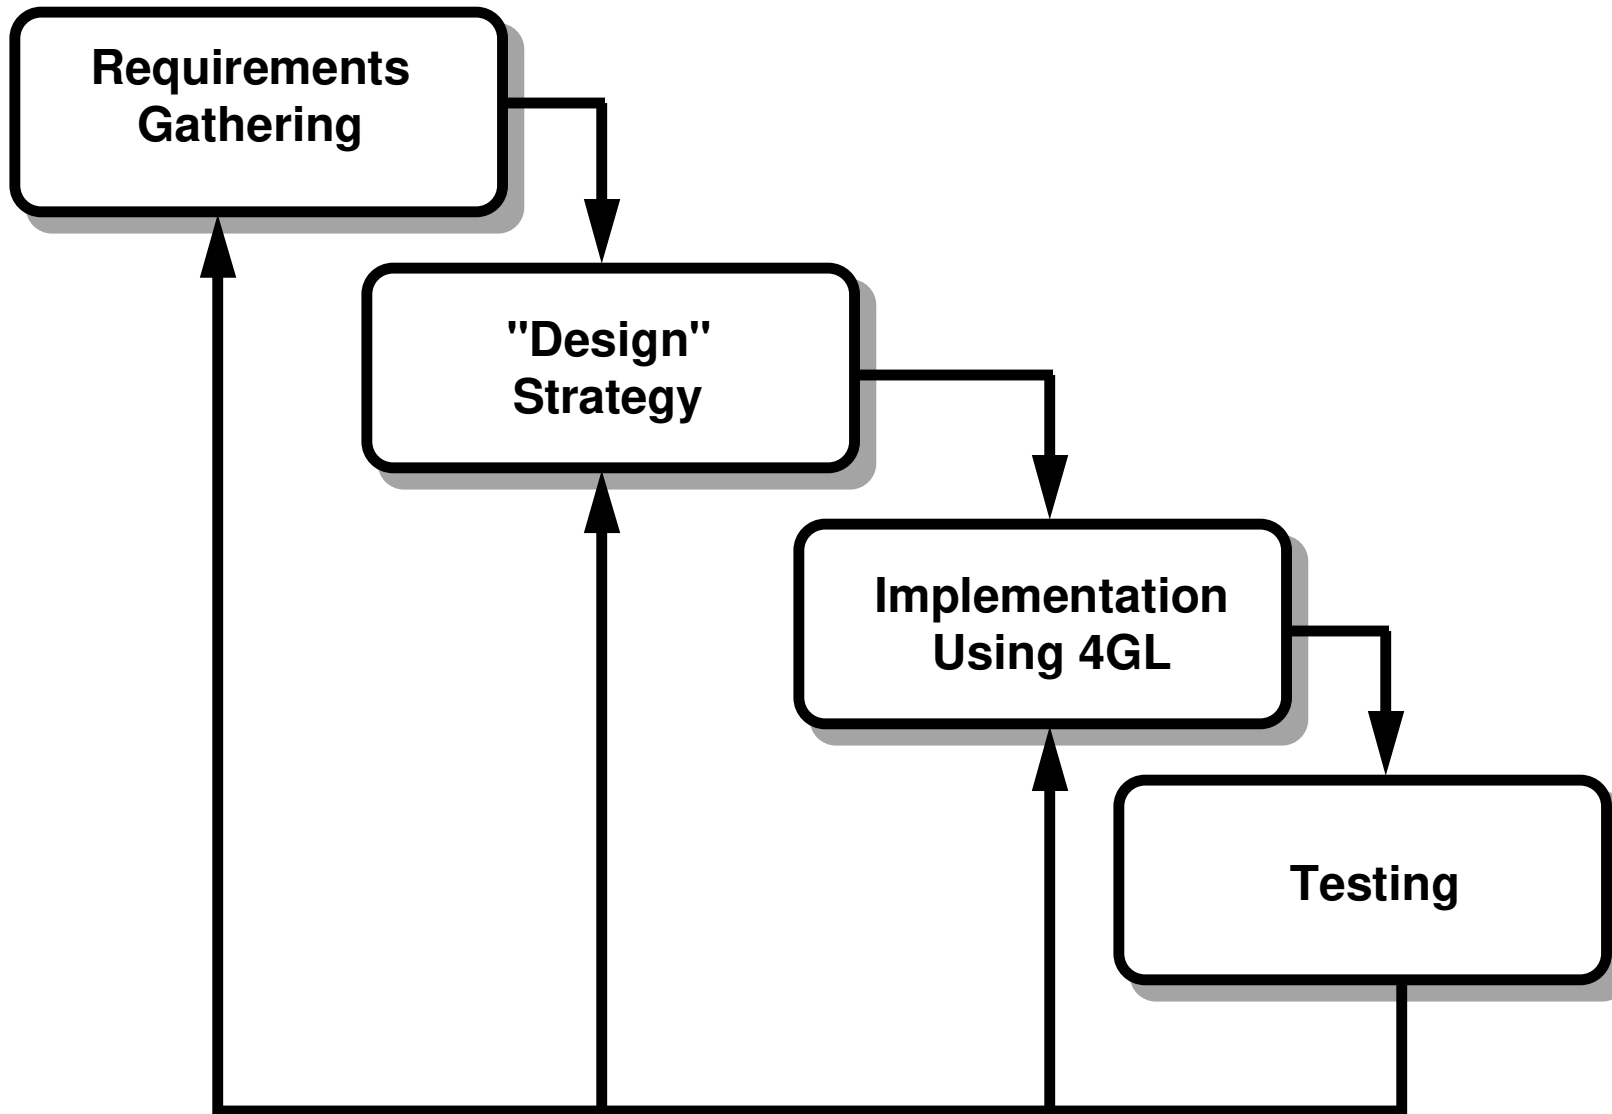 Requirements
Gathering
"Design"
Strategy
Implementation
Using 4GL
Testing